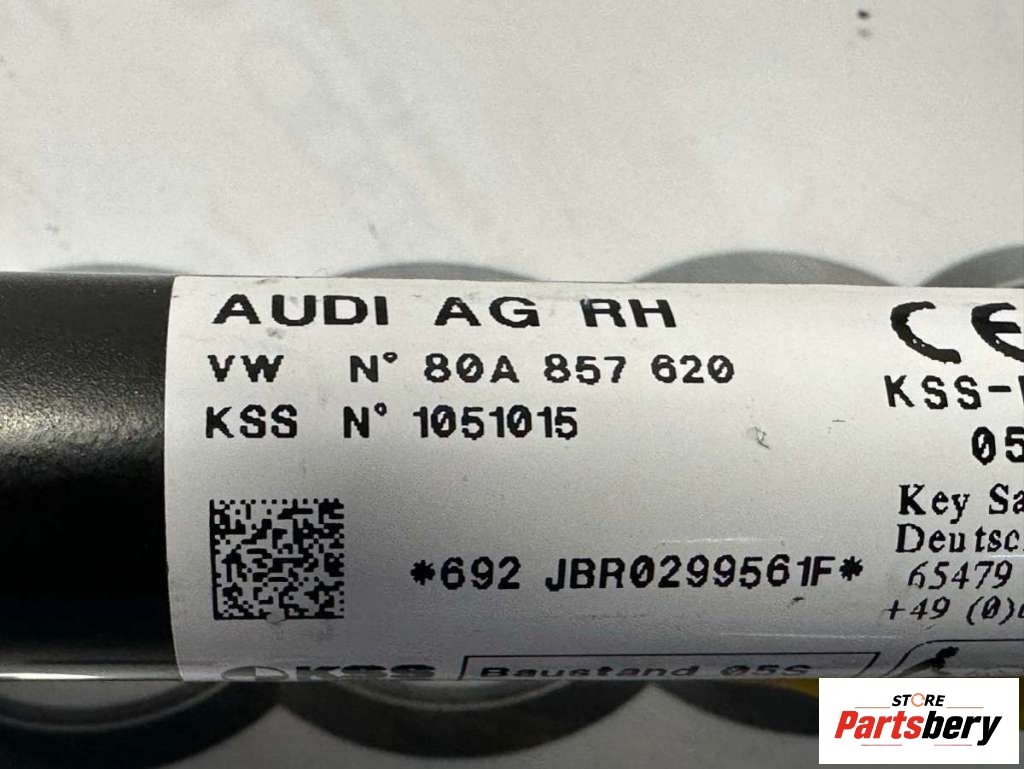 AUDI AG RH
VW N° 80A 857 620
KSS N° 1051015
*692 JBR0299561F*
KSS
Baustand 05S
CE
KSS-
05
Key Sa
Deutsc
65479
+49 (0)
STORE
Partsbery